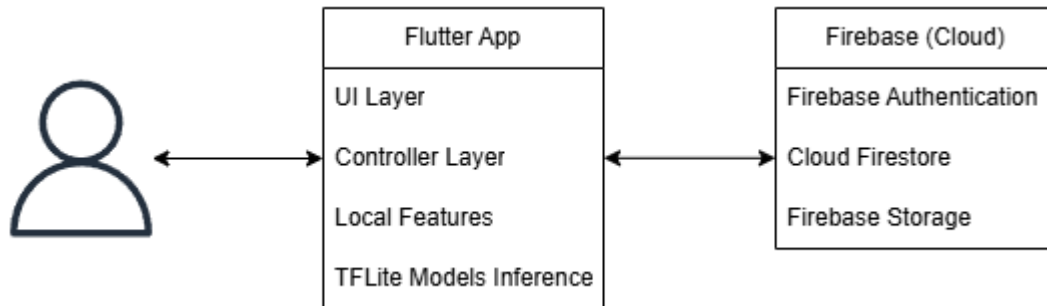 Flutter App
UI Layer
Controller Layer
Local Features
TFLite Models Inference
Firebase (Cloud)
Firebase Authentication
Cloud Firestore
Firebase Storage